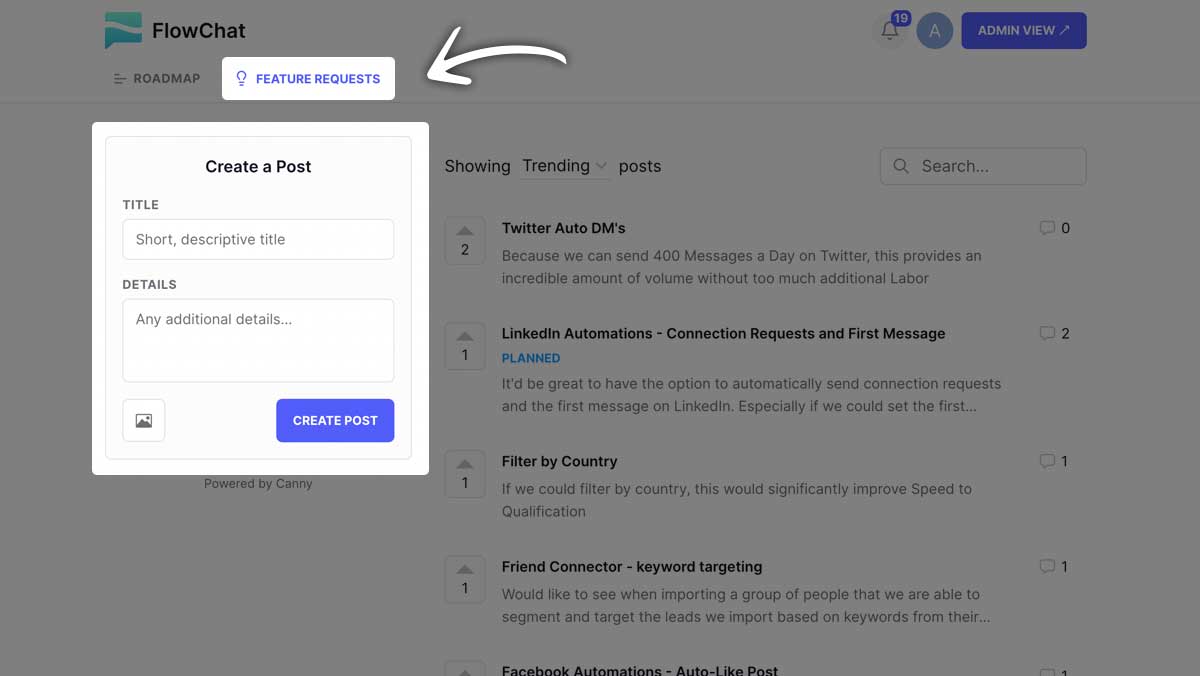 FlowChat
19
A
ADMIN VIEW ↗
ROADMAP
FEATURE REQUESTS
Create a Post
TITLE
Short, descriptive title
DETAILS
Any additional details...
CREATE POST
Powered by Canny
Showing Trending posts
Search...
2
Twitter Auto DM's
0
Because we can send 400 Messages a Day on Twitter, this provides an
incredible amount of volume without too much additional Labor
1
LinkedIn Automations - Connection Requests and First Message
2
PLANNED
It'd be great to have the option to automatically send connection requests
and the first message on LinkedIn. Especially if we could set the first...
1
Filter by Country
1
If we could filter by country, this would significantly improve Speed to
Qualification
1
Friend Connector - keyword targeting
1
Would like to see when importing a group of people that we are able to
segment and target the leads we import based on keywords from their...
Facebook Automations - Auto-Like Post
1